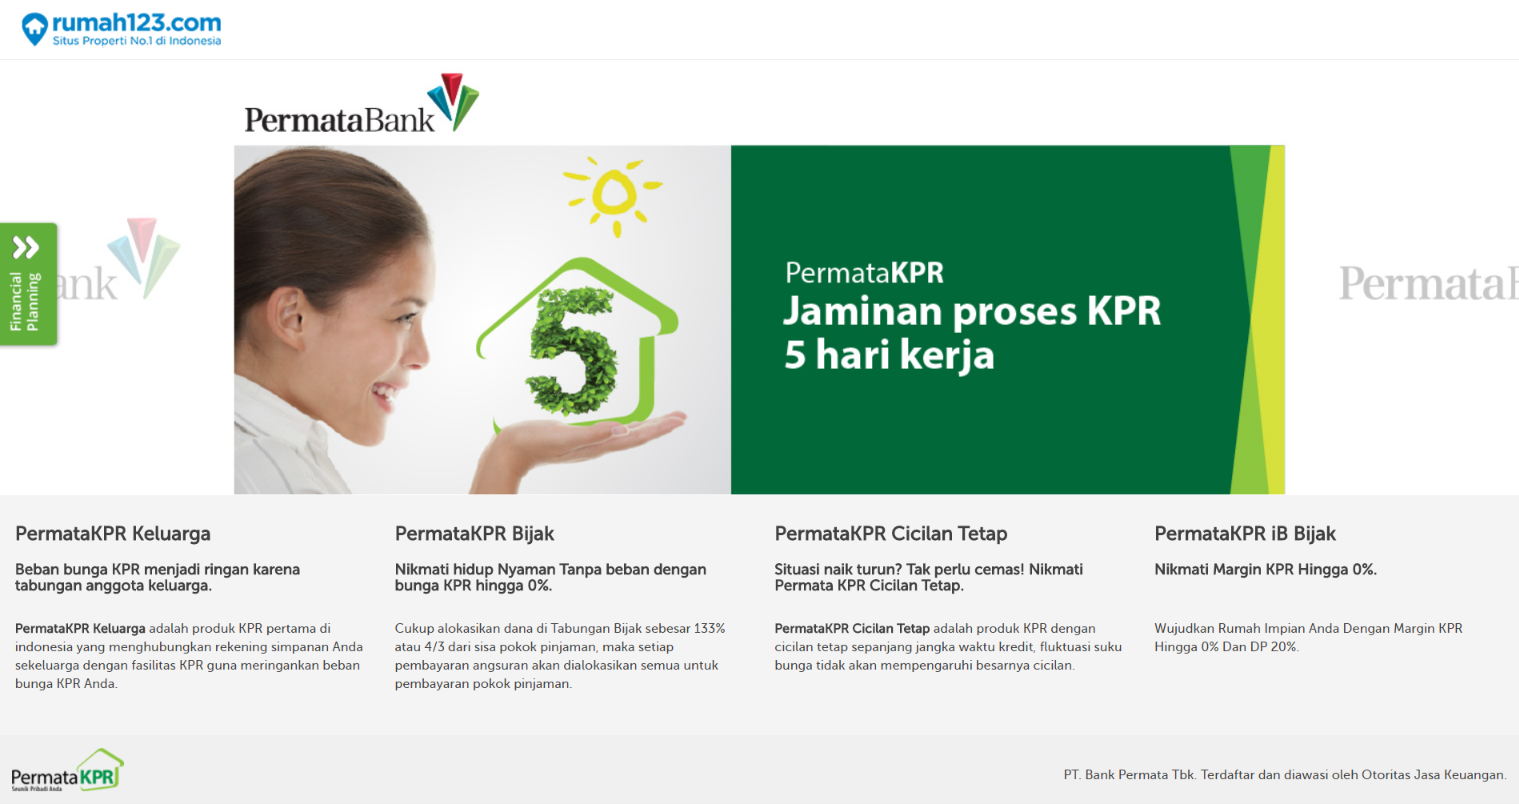 rumah123.com
Situs Properti No.1 di Indonesia
PermataBank
Financial
Planning
ank
Permata
PermataKPR
Jaminan proses KPR
5 hari kerja
5
PermataKPR Keluarga
Beban bunga KPR menjadi ringan karena
tabungan anggota keluarga.
PermataKPR Keluarga adalah produk KPR pertama di
indonesia yang menghubungkan rekening simpanan Anda
sekeluarga dengan fasilitas KPR guna meringankan beban
bunga KPR Anda.
PermataKPR Bijak
Nikmati hidup Nyaman Tanpa beban dengan
bunga KPR hingga 0%.
Cukup alokasikan dana di Tabungan Bijak sebesar 133%
atau 4/3 dari sisa pokok pinjaman, maka setiap
pembayaran angsuran akan dialokasikan semua untuk
pembayaran pokok pinjaman.
PermataKPR Cicilan Tetap
Situasi naik turun? Tak perlu cemas! Nikmati
Permata KPR Cicilan Tetap.
PermataKPR Cicilan Tetap adalah produk KPR dengan
cicilan tetap sepanjang jangka waktu kredit, fluktuasi suku
bunga tidak akan mempengaruhi besarnya cicilan.
PermataKPR iB Bijak
Nikmati Margin KPR Hingga 0%.
Wujudkan Rumah Impian Anda Dengan Margin KPR
Hingga 0% Dan DP 20%.
PermataKPR
Seunik Pribadi Anda
PT. Bank Permata Tbk. Terdaftar dan diawasi oleh Otoritas Jasa Keuangan.